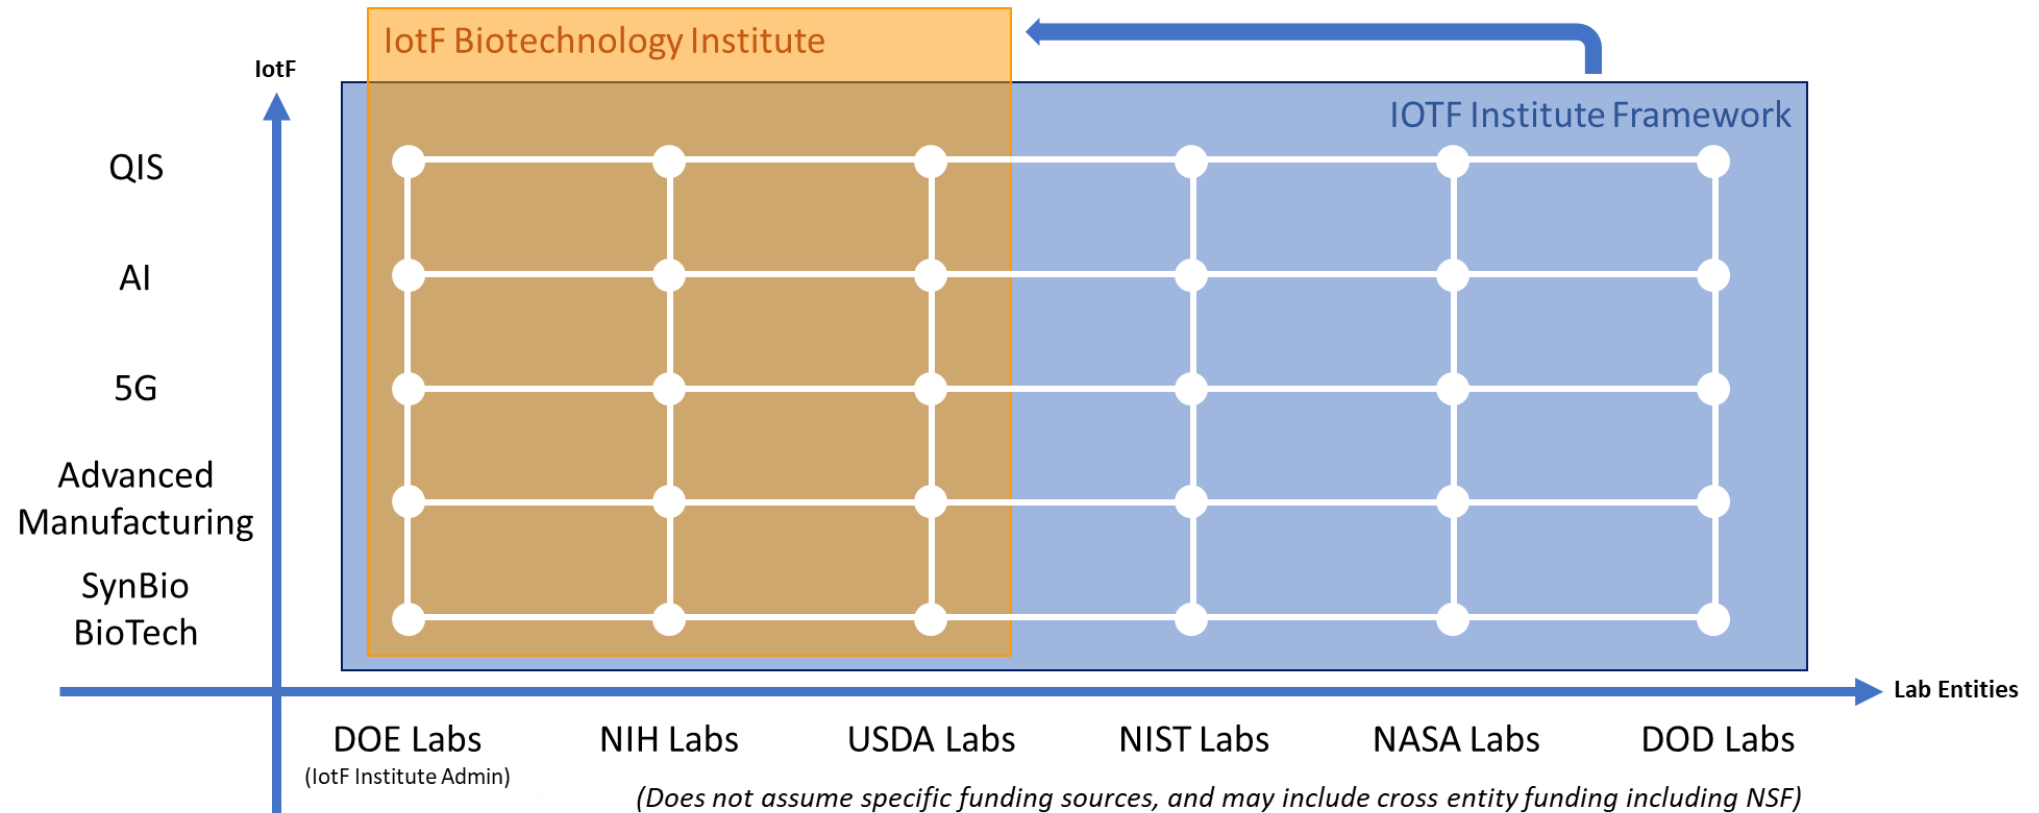 IotF Biotechnology Institute
IotF
IOTF Institute Framework
QIS
AI
5G
Advanced
Manufacturing
SynBio
BioTech
Lab Entities
DOE Labs
(IotF Institute Admin)
NIH Labs
USDA Labs
NIST Labs
NASA Labs
DOD Labs
(Does not assume specific funding sources, and may include cross entity funding including NSF)